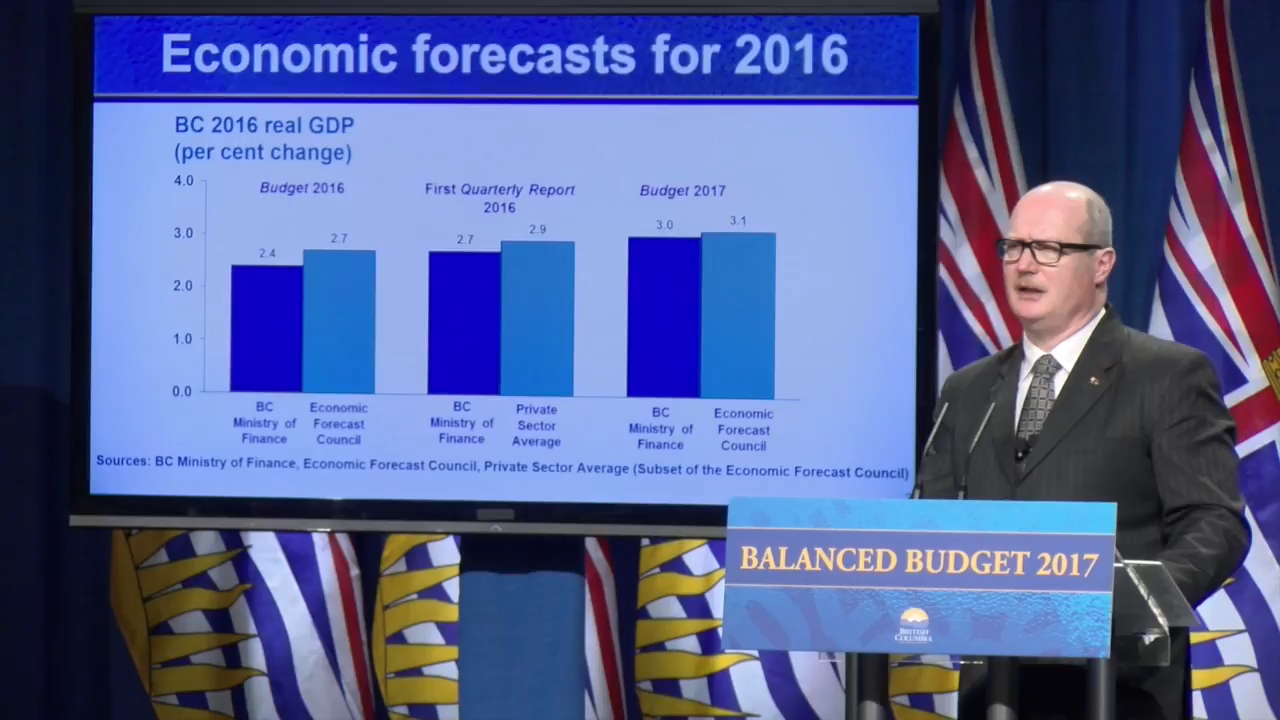 Economic forecasts for 2016
BC 2016 real GDP
(per cent change)
4.0
3.0
2.0
1.0
0.0
Budget 2016
2.4
2.7
BC
Ministry of
Finance
Economic
Forecast
Council
First Quarterly Report
2016
2.7
2.9
BC
Ministry of
Finance
Private
Sector
Average
Budget 2017
3.0
3.1
BC
Ministry of
Finance
Economic
Forecast
Council
Sources: BC Ministry of Finance, Economic Forecast Council, Private Sector Average (Subset of the Economic Forecast Council)
BALANCED BUDGET 2017
BRITISH
COLUMBIA